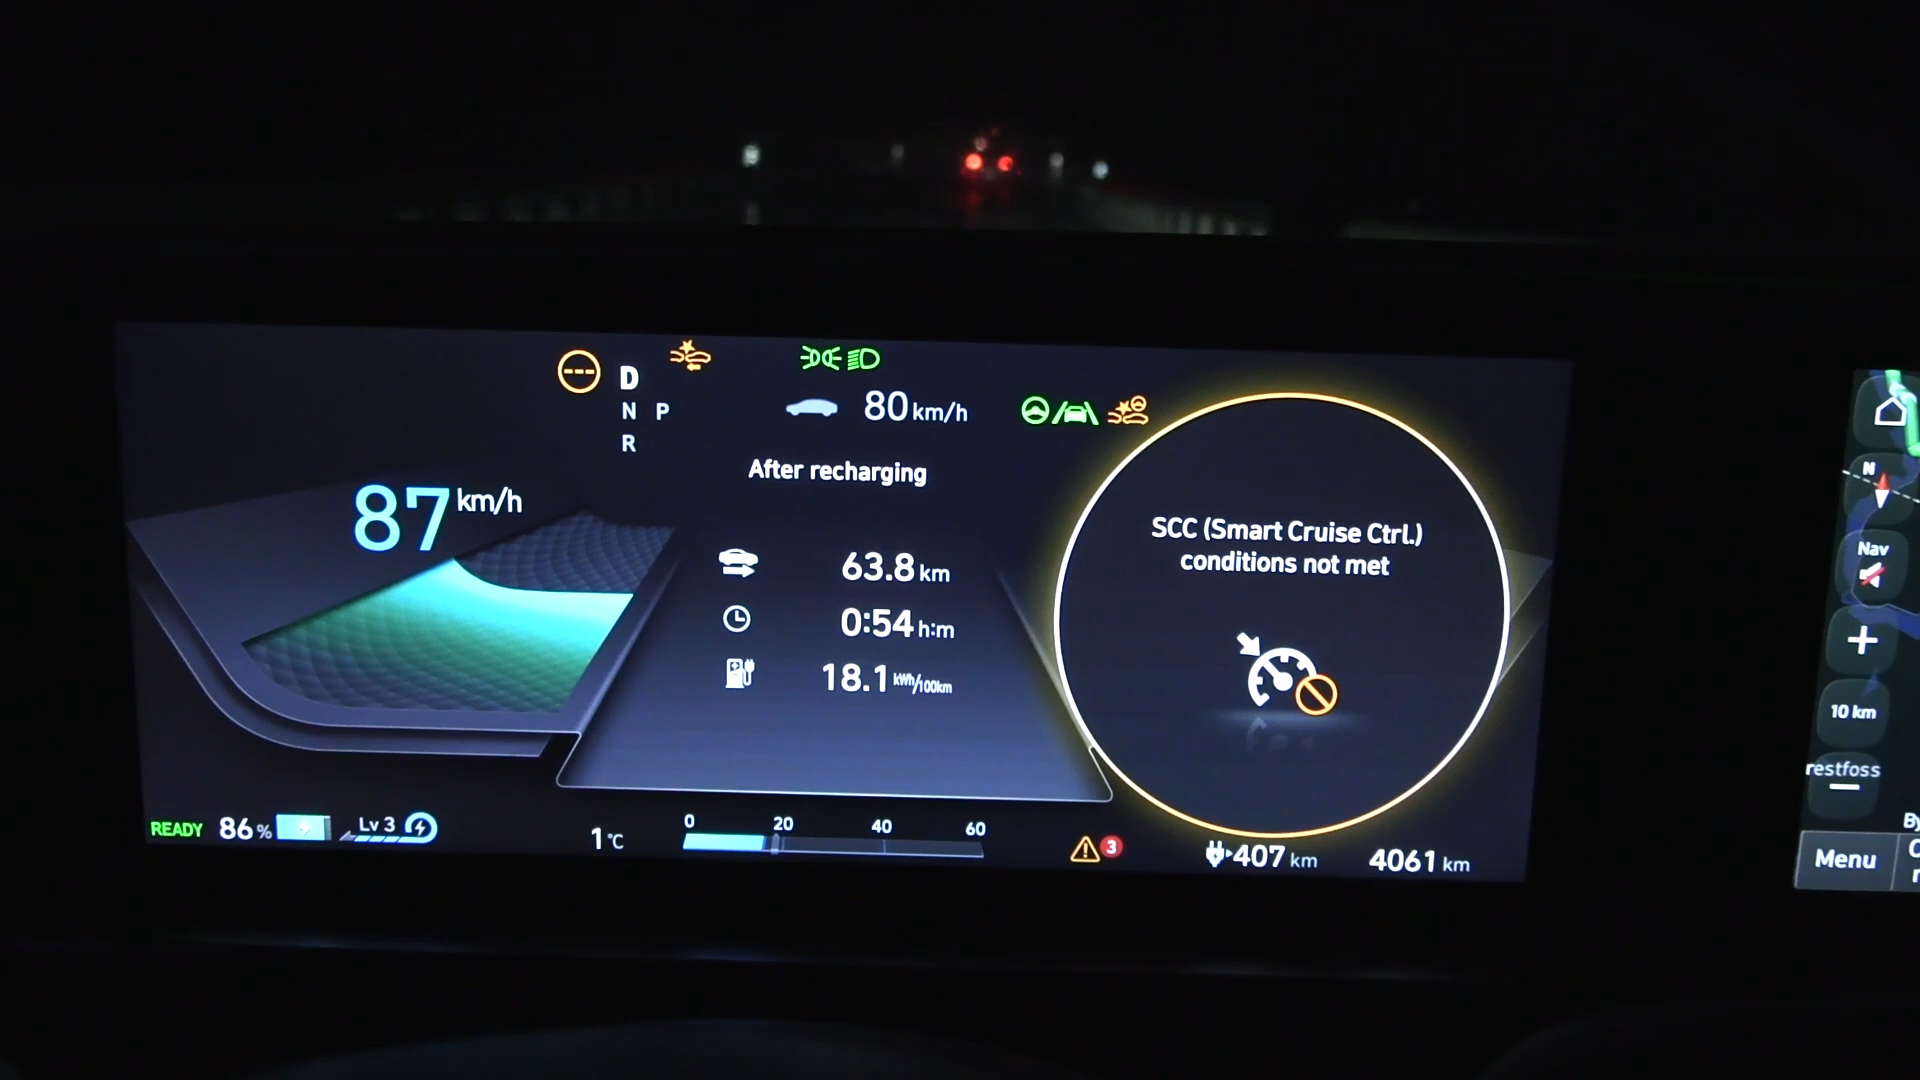 D
N P
R
80 km/h
After recharging
87 km/h
63.8 km
0:54 h:m
18.1 kWh/100km
SCC (Smart Cruise Ctrl.)
conditions not met
READY 86% Lv 3
1°C
0 20 40 60
3
407 km
4061 km
N
Nav
+
10 km
restfoss
Menu